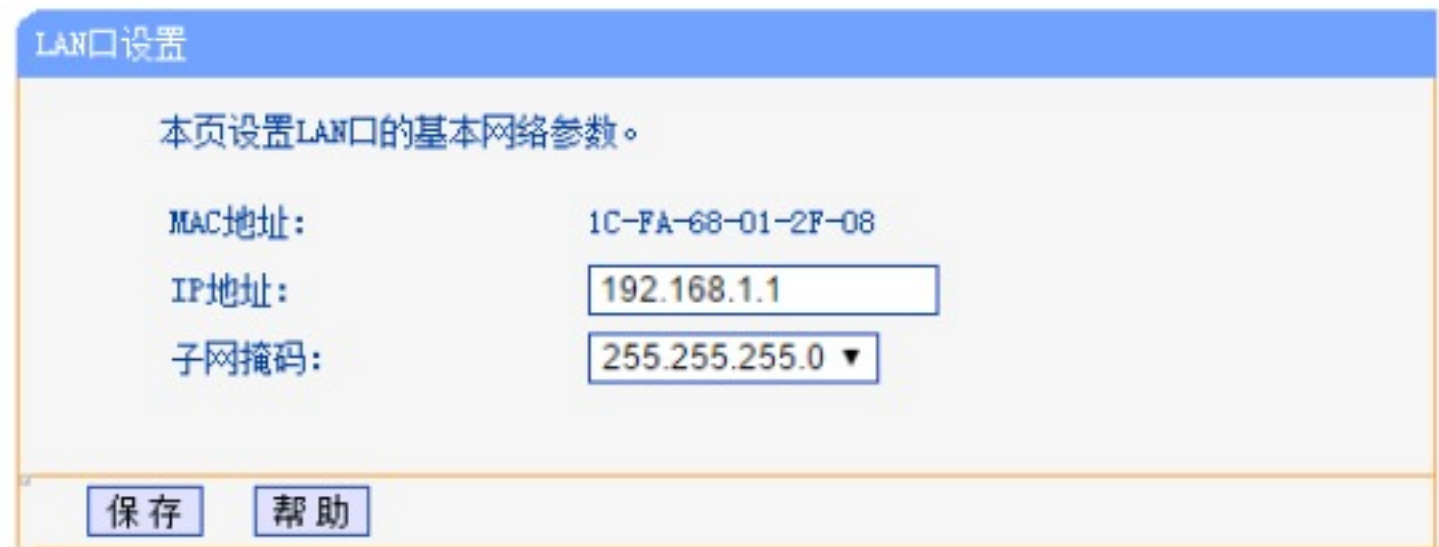 LAN口设置
本页设置LAN口的基本网络参数。
MAC地址: 1C-FA-68-01-2F-08
IP地址: 192.168.1.1
子网掩码: 255.255.255.0 ▼
保存 帮助